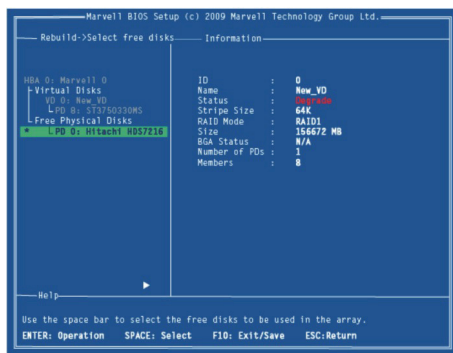 Marvell BIOS Setup (c) 2009 Marvell Technology Group Ltd.
Rebuild->Select free disks
Information
HBA 0: Marvell 0
Virtual Disks
VD 0: New_VD
PD 8: ST3750330NS
Free Physical Disks
* PD 0: Hitachi HDS7216
ID : 0
Name : New_VD
Status : Degrade
Stripe Size : 64K
RAID Mode : RAID1
Size : 156672 MB
BGA Status : N/A
Number of PDs : 1
Members : 8
Help
Use the space bar to select the free disks to be used in the array.
ENTER: Operation SPACE: Select F10: Exit/Save ESC:Return